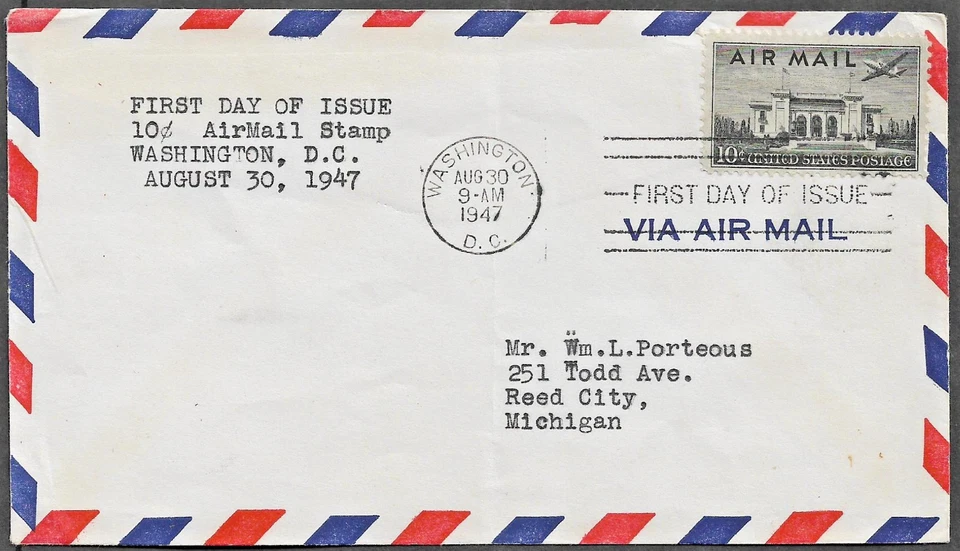 FIRST DAY OF ISSUE
10¢ AirMail Stamp
WASHINGTON, D.C.
AUGUST 30, 1947
WASHINGTON
AUG 30
9-AM
1947
D. C.
AIR MAIL
10¢ UNITED STATES POSTAGE
FIRST DAY OF ISSUE
VIA AIR MAIL
Mr. Wm.L.Porteous
251 Todd Ave.
Reed City,
Michigan